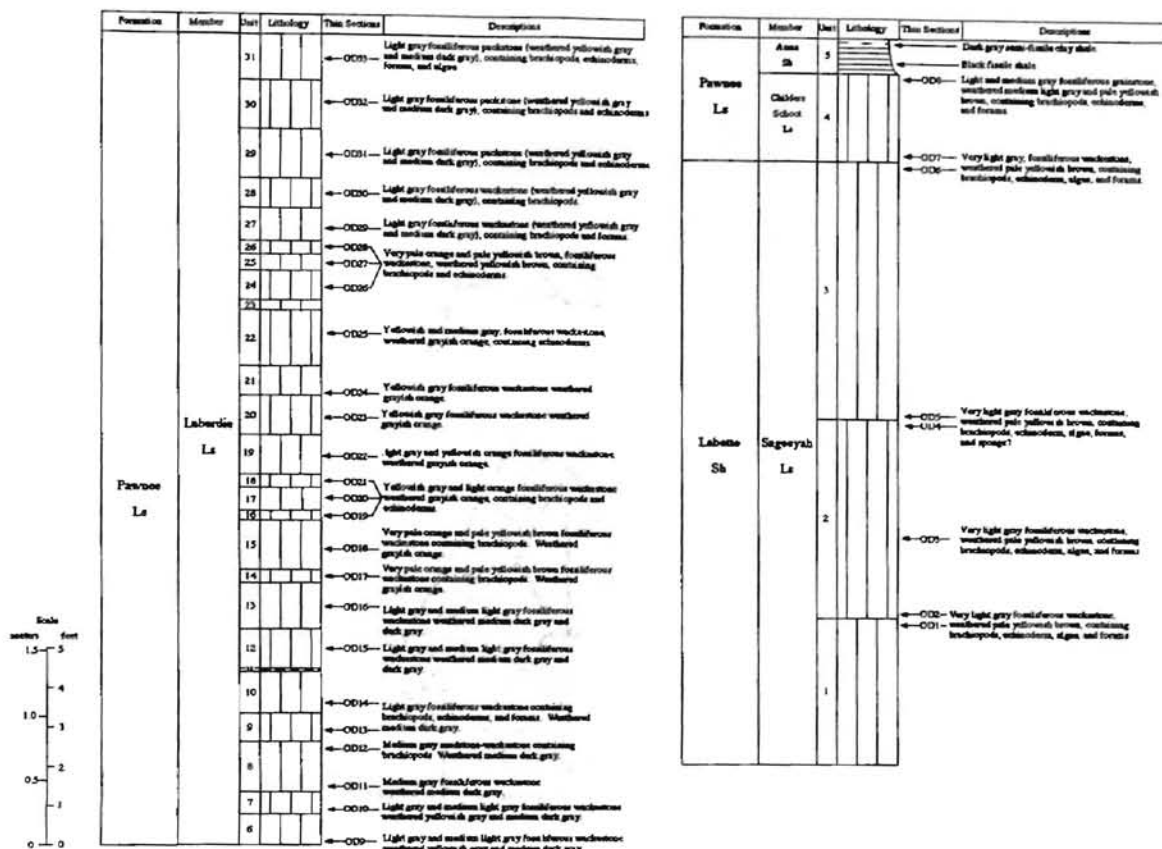 Formation Member Unit Lithology Thin Sections Descriptions
Pawnee
Ls
Laberdie
Ls
31
OD33
Light gray fossiliferous packstone (weathered yellowish gray
and medium dark gray), containing brachiopods, echinoderms,
forams, and algae
30
OD32
Light gray fossiliferous packstone (weathered yellowish gray
and medium dark gray), containing brachiopods and echinoderms
29
OD31
Light gray fossiliferous packstone (weathered yellowish gray
and medium dark gray), containing brachiopods and echinoderms
28
OD30
Light gray fossiliferous wackestone (weathered yellowish gray
and medium dark gray), containing brachiopods.
27
OD29
Light gray fossiliferous wackestone (weathered yellowish gray
and medium dark gray), containing brachiopods and forams.
26
OD28
25
OD27
24
OD26
Very pale orange and pale yellowish brown, fossiliferous
wackestone, weathered yellowish brown, containing
brachiopods and echinoderms.
23
22
OD25
Yellowish and medium gray, fossiliferous wackestone,
weathered grayish orange, containing echinoderms
21
OD24
Yellowish gray fossiliferous wackestone weathered
grayish orange.
20
OD23
Yellowish gray fossiliferous wackestone weathered
grayish orange.
19
OD22
light gray and yellowish orange fossiliferous wackestone
weathered grayish orange.
18
OD21
17
OD20
16
OD19
Yellowish gray and light orange fossiliferous wackestone
weathered grayish orange, containing brachiopods and
echinoderms.
15
OD18
Very pale orange and pale yellowish brown fossiliferous
wackestone containing brachiopods. Weathered
grayish orange.
14
OD17
Very pale orange and pale yellowish brown fossiliferous
wackestone containing brachiopods. Weathered
grayish orange.
13
OD16
Light gray and medium light gray fossiliferous
wackestone weathered medium dark gray and
dark gray.
12
OD15
Light gray and medium light gray fossiliferous
wackestone weathered medium dark gray and
dark gray.
10
OD14
Light gray fossiliferous wackestone containing
brachiopods, echinoderms, and forams. Weathered
medium dark gray.
9
OD13
OD12
Medium gray mudstone-wackestone containing
brachiopods. Weathered medium dark gray.
8
OD11
Medium gray fossiliferous wackestone
weathered medium dark gray.
7
OD10
Light gray and medium light gray fossiliferous wackestone
weathered yellowish gray and medium dark gray.
6
OD9
Light gray and medium light gray fossiliferous wackestone
weathered yellowish gray and medium dark gray.
Scale
meters feet
1.5 5
4
1.0 3
2
0.5 1
0 0
Formation Member Unit Lithology Thin Sections Descriptions
Pawnee
Ls
Anna
Sh
5
Dark gray semi-fissile clay shale
Black fissile shale
Childers
School
Ls
4
OD8
Light and medium gray fossiliferous grainstone,
weathered medium light gray and pale yellowish
brown, containing brachiopods, echinoderms,
and forams.
OD7
OD6
Very light gray, fossiliferous wackestone,
weathered pale yellowish brown, containing
brachiopods, echinoderm, algae, and forams.
Labette
Sh
Sageeyah
Ls
3
OD5
OD4
Very light gray fossiliferous wackestone,
weathered pale yellowish brown, containing
brachiopods, echinoderm, algae, forams,
and sponge?
2
OD3
Very light gray fossiliferous wackestone,
weathered pale yellowish brown, containing
brachiopods, echinoderm, algae, and forams
OD2
OD1
Very light gray fossiliferous wackestone,
weathered pale yellowish brown, containing
brachiopods, echinoderm, algae, and forams
1